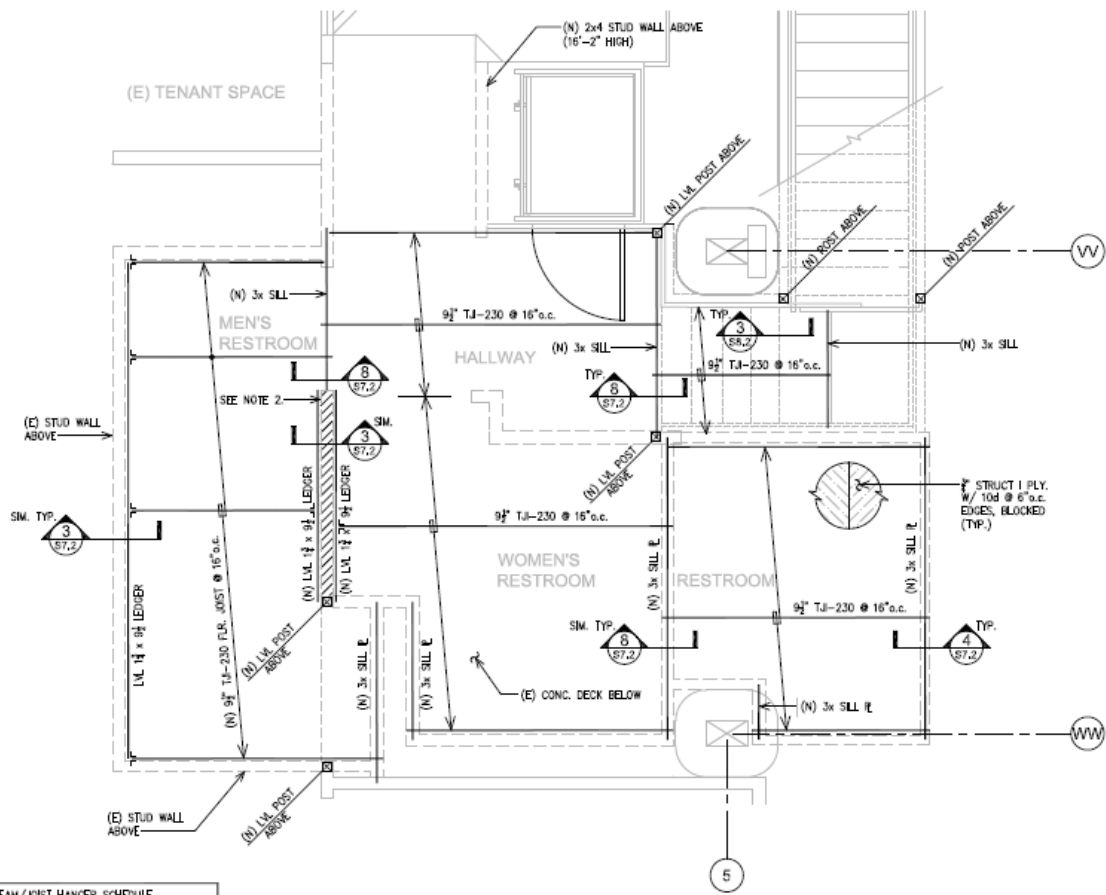 (N) 2x4 STUD WALL ABOVE
(16'-2" HIGH)
(E) TENANT SPACE
(N) LVL POST ABOVE
(N) POST ABOVE
(N) POST ABOVE
VV
(N) 3x SILL
MEN'S
RESTROOM
9½" TJI-230 @ 16"o.c.
HALLWAY
(N) 3x SILL
TYP.
3
S8.2
9½" TJI-230 @ 16"o.c.
(N) 3x SILL
8
S7.2
TYP.
8
S7.2
SEE NOTE 2.
(E) STUD WALL
ABOVE
SIM.
3
S7.2
(N) LVL POST
ABOVE
STRUCT I PLY.
W/ 10d @ 6"o.c.
EDGES, BLOCKED
(TYP.)
SIM. TYP.
3
S7.2
(N) LVL 1¾ x 9½ LEDGER
(N) LVL 1¾ x 9½ LEDGER
9½" TJI-230 @ 16"o.c.
WOMEN'S
RESTROOM
(N) 3x SILL PL
RESTROOM
(N) 3x SILL PL
9½" TJI-230 @ 16"o.c.
LVL 1¾ x 9½ LEDGER
(N) 9½" TJI-230 FLR. JOIST @ 16"o.c.
(N) LVL POST
ABOVE
(N) 3x SILL PL
(N) 3x SILL PL
SIM. TYP.
8
S7.2
TYP.
4
S7.2
(E) CONC. DECK BELOW
(N) 3x SILL PL
WW
(E) STUD WALL
ABOVE
(N) LVL POST
ABOVE
5